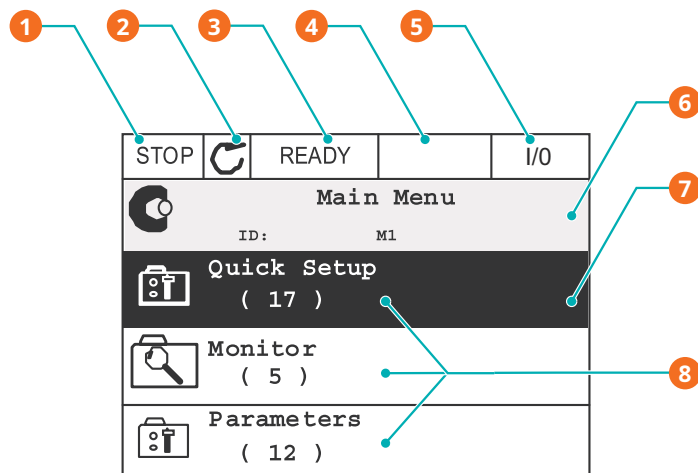 1 2 3 4 5
6
STOP READY I/0
7
Main Menu
ID: M1
Quick Setup
( 17 )
Monitor
( 5 )
8
Parameters
( 12 )